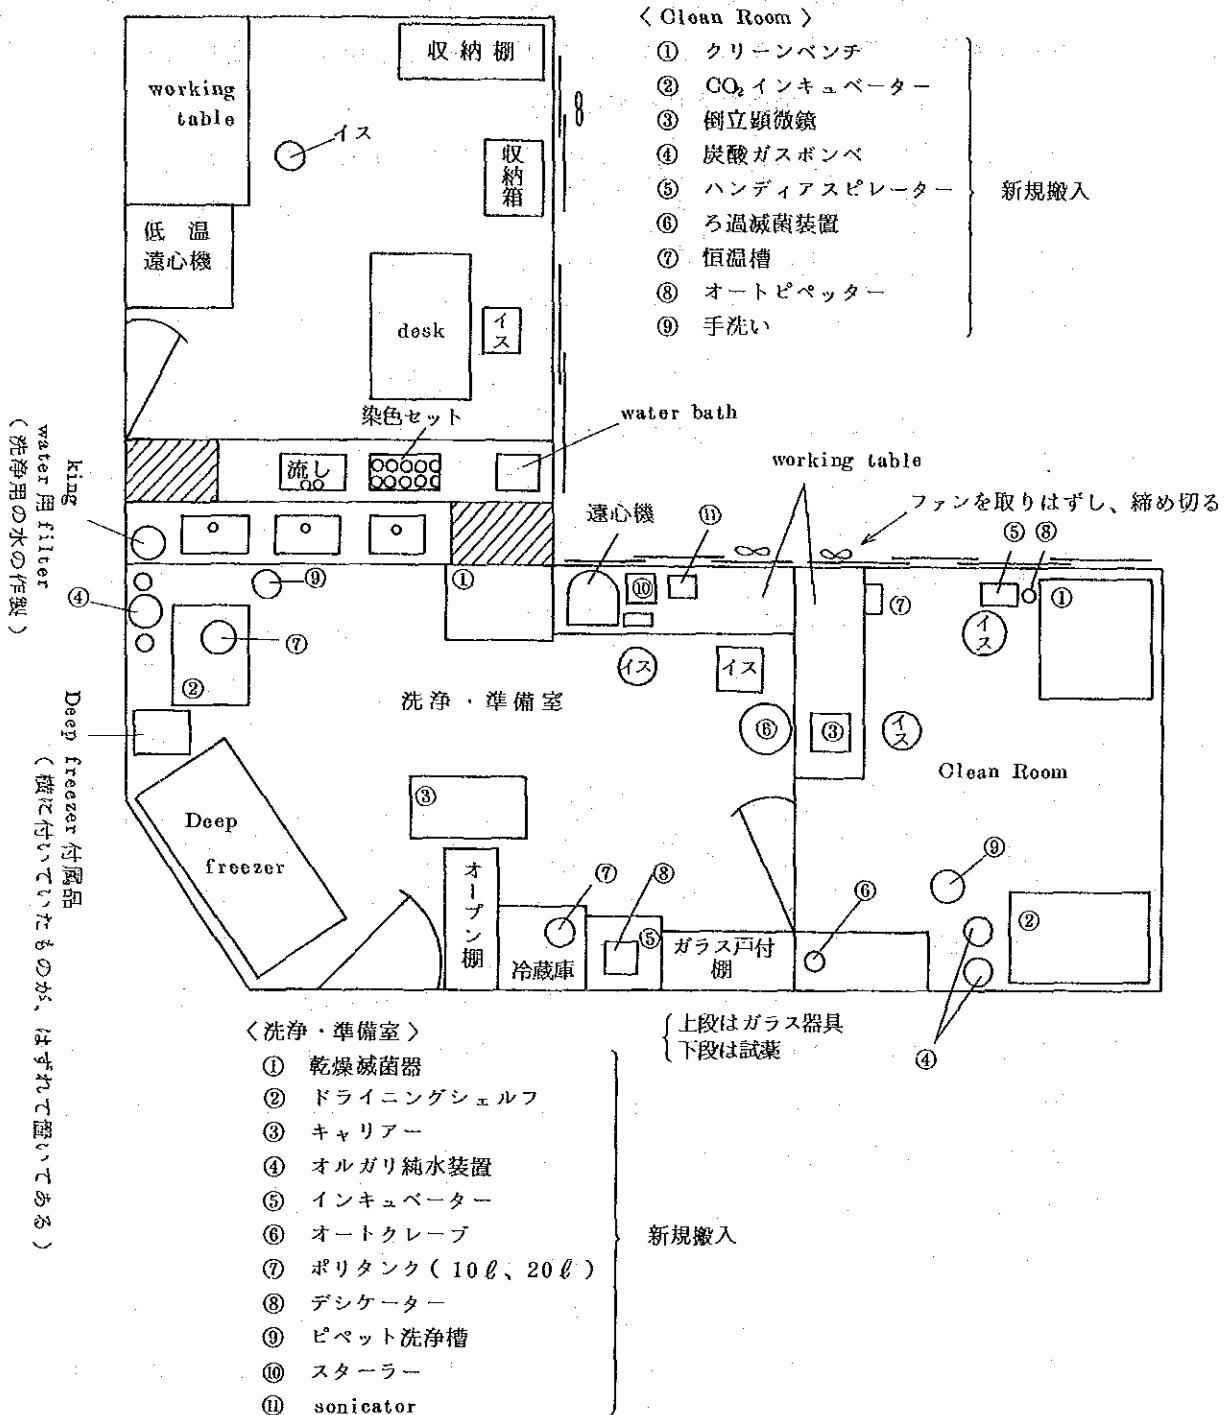 〈 Clean Room 〉
① クリーンベンチ
② CO₂インキュベーター
③ 倒立顕微鏡
④ 炭酸ガスボンベ
⑤ ハンディアスピレーター
⑥ ろ過滅菌装置
⑦ 恒温槽
⑧ オートピペッター
⑨ 手洗い
新規搬入
収納棚
working
table
イス
収納箱
低温
遠心機
desk
イス
染色セット
water bath
流し
working table
ファンを取りはずし、締め切る
遠心機
⑪
⑤ ⑧
king
water 用 filter
(洗浄用の水の作製)
④
⑨
①
⑩
⑦
①
⑦
②
イス
イス
イス
洗浄・準備室
⑥
③
イス
Clean Room
Deep freezer 付属品
(横に付いていたものが、はずれて置いてある)
Deep
freezer
③
オープン棚
⑦
⑧
冷蔵庫
⑤
ガラス戸付
棚
⑥
⑨
②
④
上段はガラス器具
下段は試薬
〈洗浄・準備室〉
① 乾燥滅菌器
② ドライニングシェルフ
③ キャリアー
④ オルガリ純水装置
⑤ インキュベーター
⑥ オートクレーブ
⑦ ポリタンク(10ℓ、20ℓ)
⑧ デシケーター
⑨ ピペット洗浄槽
⑩ スターラー
⑪ sonicator
新規搬入